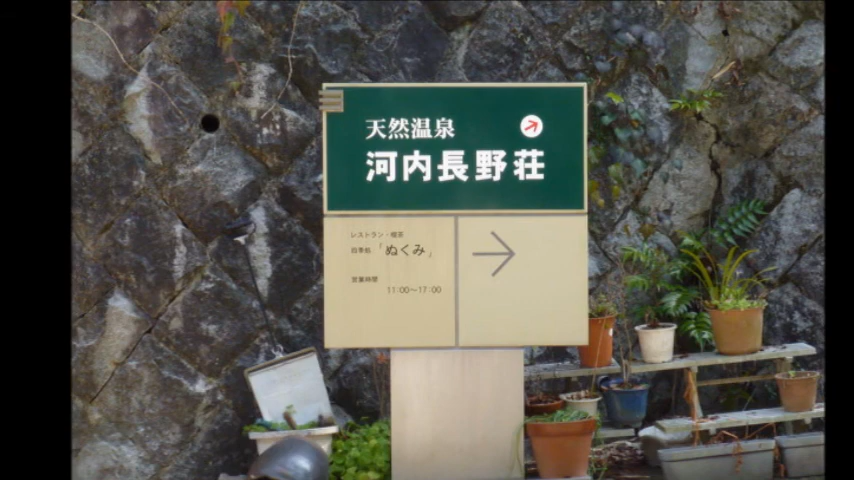 天然温泉
河内長野荘
レストラン・喫茶
四季処「ぬくみ」
営業時間
11:00〜17:00